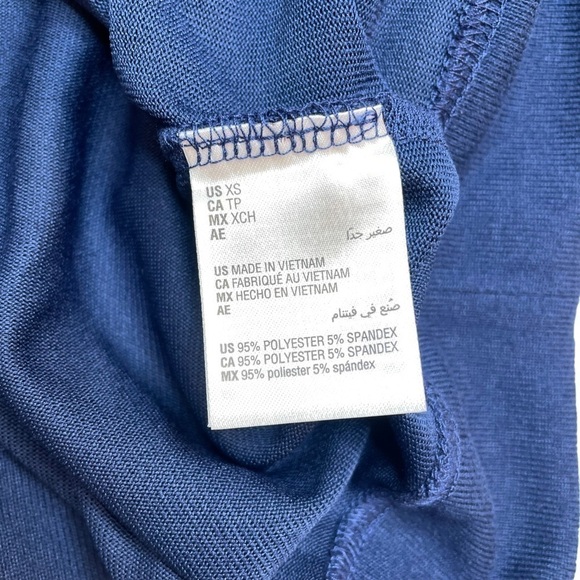 US XS
CA TP
MX XCH
AE صغير جدًا
US MADE IN VIETNAM
CA FABRIQUÉ AU VIETNAM
MX HECHO EN VIETNAM
AE صُنع في فيتنام
US 95% POLYESTER 5% SPANDEX
CA 95% POLYESTER 5% SPANDEX
MX 95% poliester 5% spándex